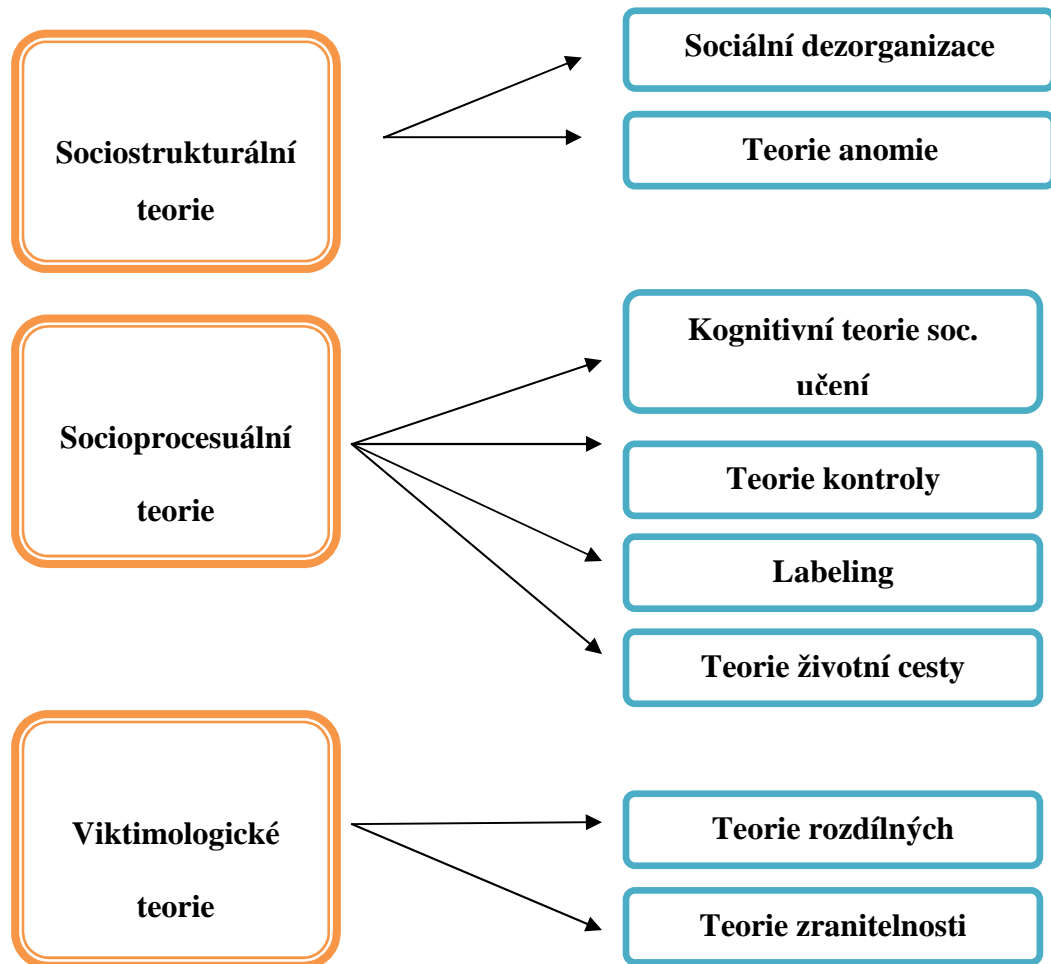 Sociostrukturální
teorie
Sociální dezorganizace
Teorie anomie
Socioprocesuální
teorie
Kognitivní teorie soc.
učení
Teorie kontroly
Labeling
Teorie životní cesty
Viktimologické
teorie
Teorie rozdílných
Teorie zranitelnosti